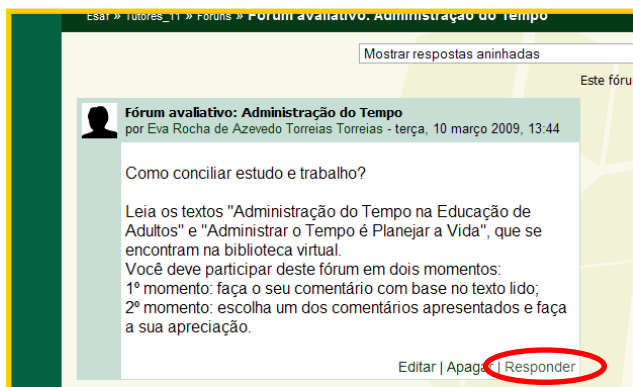 Esaf » Tutores_11 » Fóruns » Fórum avaliativo: Administração do Tempo
Mostrar respostas aninhadas
Este fóru
Fórum avaliativo: Administração do Tempo
por Eva Rocha de Azevedo Torreias Torreias - terça, 10 março 2009, 13:44
Como conciliar estudo e trabalho?
Leia os textos "Administração do Tempo na Educação de
Adultos" e "Administrar o Tempo é Planejar a Vida", que se
encontram na biblioteca virtual.
Você deve participar deste fórum em dois momentos:
1º momento: faça o seu comentário com base no texto lido;
2º momento: escolha um dos comentários apresentados e faça
a sua apreciação.
Editar | Apagar | Responder